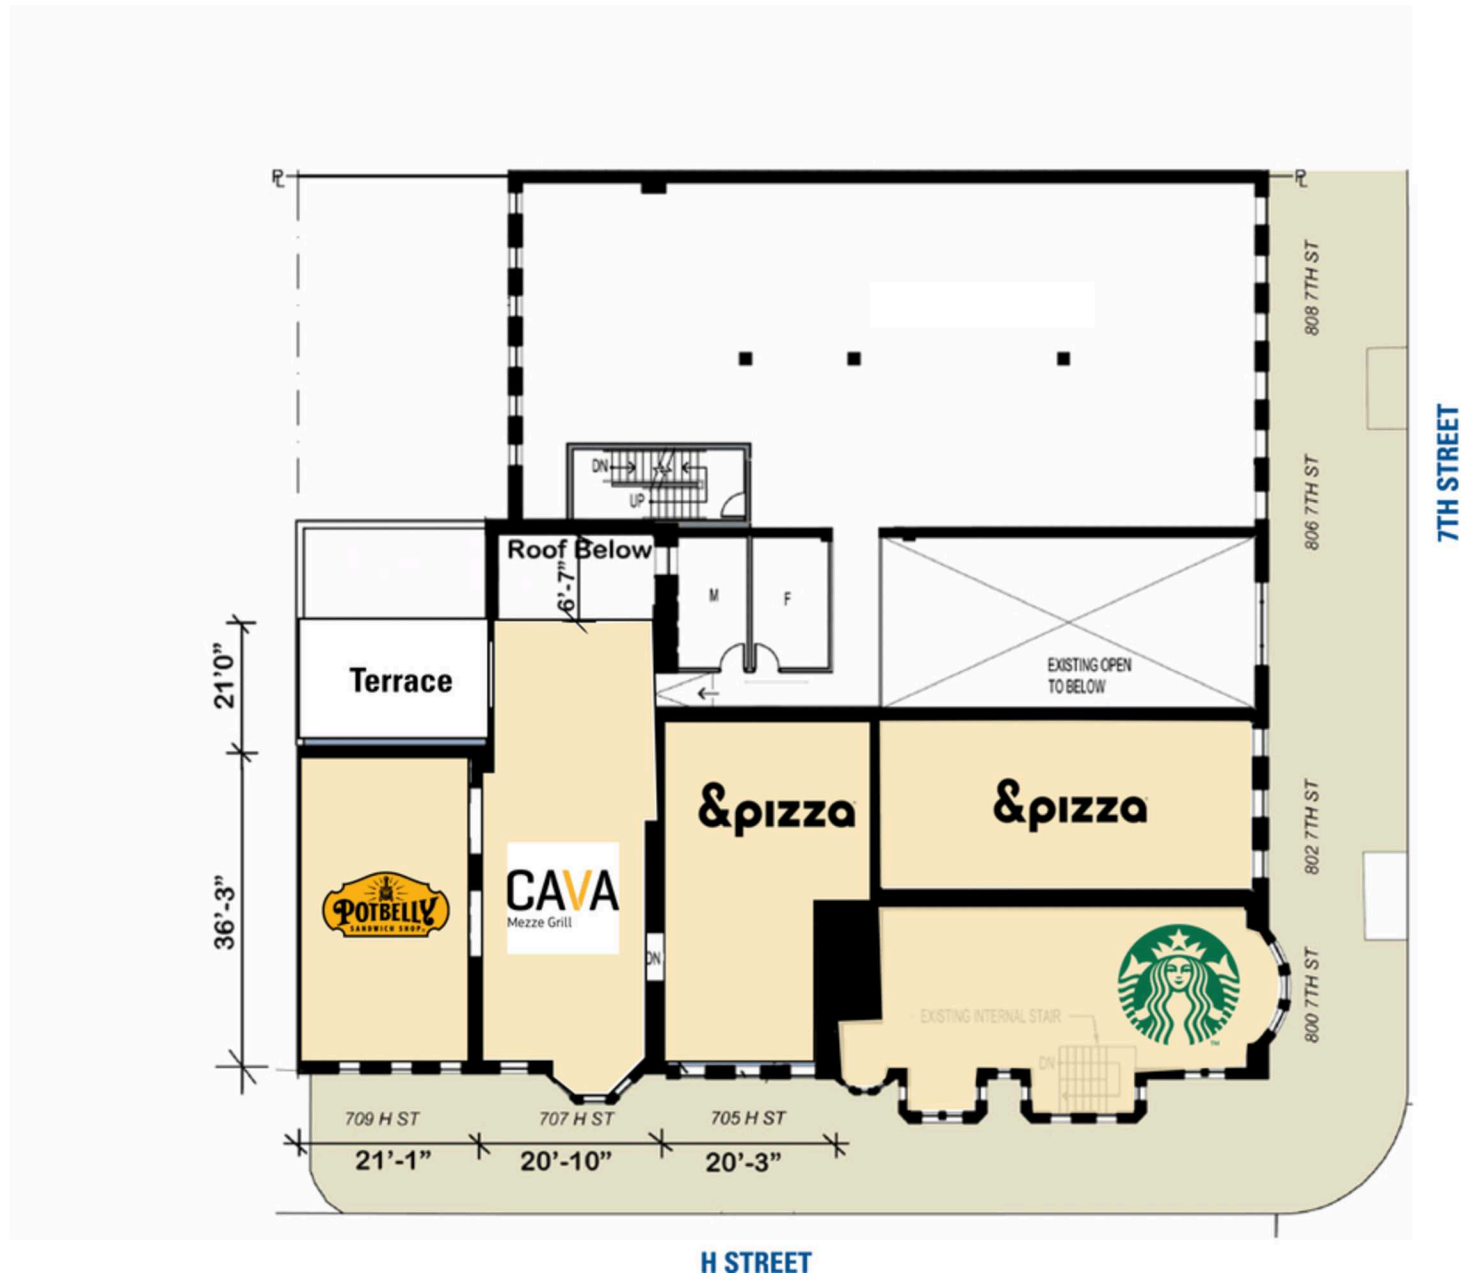 PL
PL
808 7TH ST
7TH STREET
DN
UP
806 7TH ST
Roof Below
6'-7"
M
F
EXISTING OPEN
TO BELOW
21'0"
Terrace
&pizza
&pizza
802 7TH ST
36'-3"
POTBELLY
SANDWICH SHOP
CAVA
Mezze Grill
DN
800 7TH ST
EXISTING INTERNAL STAIR
TM
DN
709 H ST
707 H ST
705 H ST
21'-1"
20'-10"
20'-3"
H STREET